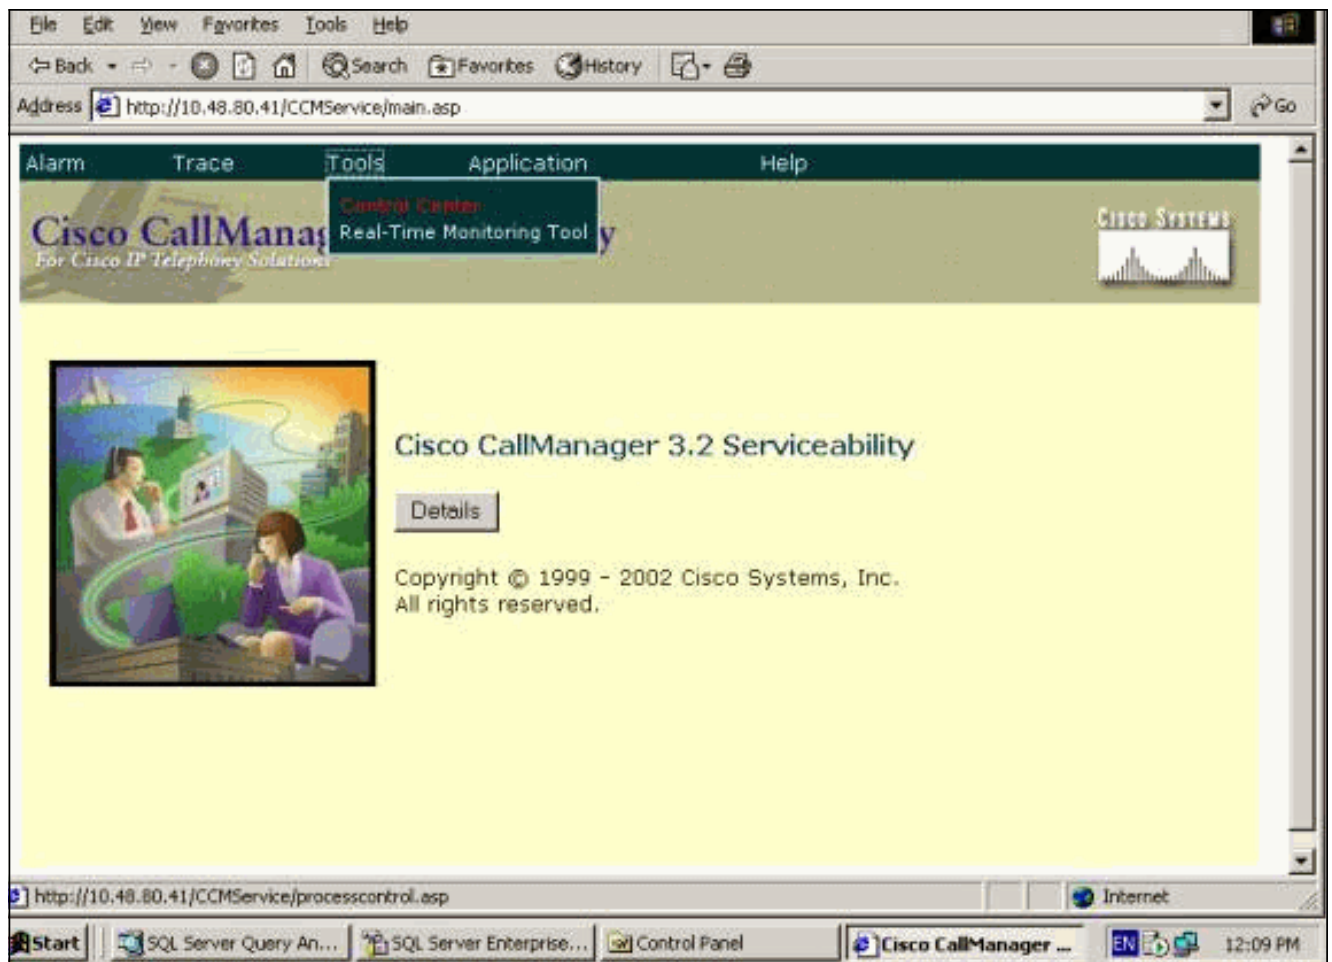 File Edit View Favorites Tools Help
Back Search Favorites History
Address http://10.48.80.41/CCMService/main.asp Go
Alarm Trace Tools Application Help
Control Center
Real-Time Monitoring Tool
Cisco CallManag y
For Cisco IP Telephony Solutions
CISCO SYSTEMS
Cisco CallManager 3.2 Serviceability
Details
Copyright © 1999 - 2002 Cisco Systems, Inc.
All rights reserved.
http://10.48.80.41/CCMService/processcontrol.asp Internet
Start SQL Server Query An... SQL Server Enterprise... Control Panel Cisco CallManager ... EN 12:09 PM